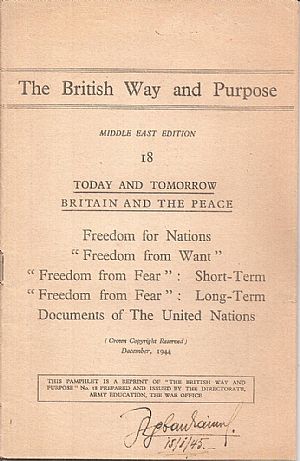 The British Way and Purpose
MIDDLE EAST EDITION
18
TODAY AND TOMORROW
BRITAIN AND THE PEACE
Freedom for Nations
"Freedom from Want"
"Freedom from Fear": Short-Term
"Freedom from Fear": Long-Term
Documents of The United Nations
(Crown Copyright Reserved)
December, 1944
THIS PAMPHLET IS A REPRINT OF "THE BRITISH WAY AND
PURPOSE" No. 18 PREPARED AND ISSUED BY THE DIRECTORATE,
ARMY EDUCATION, THE WAR OFFICE